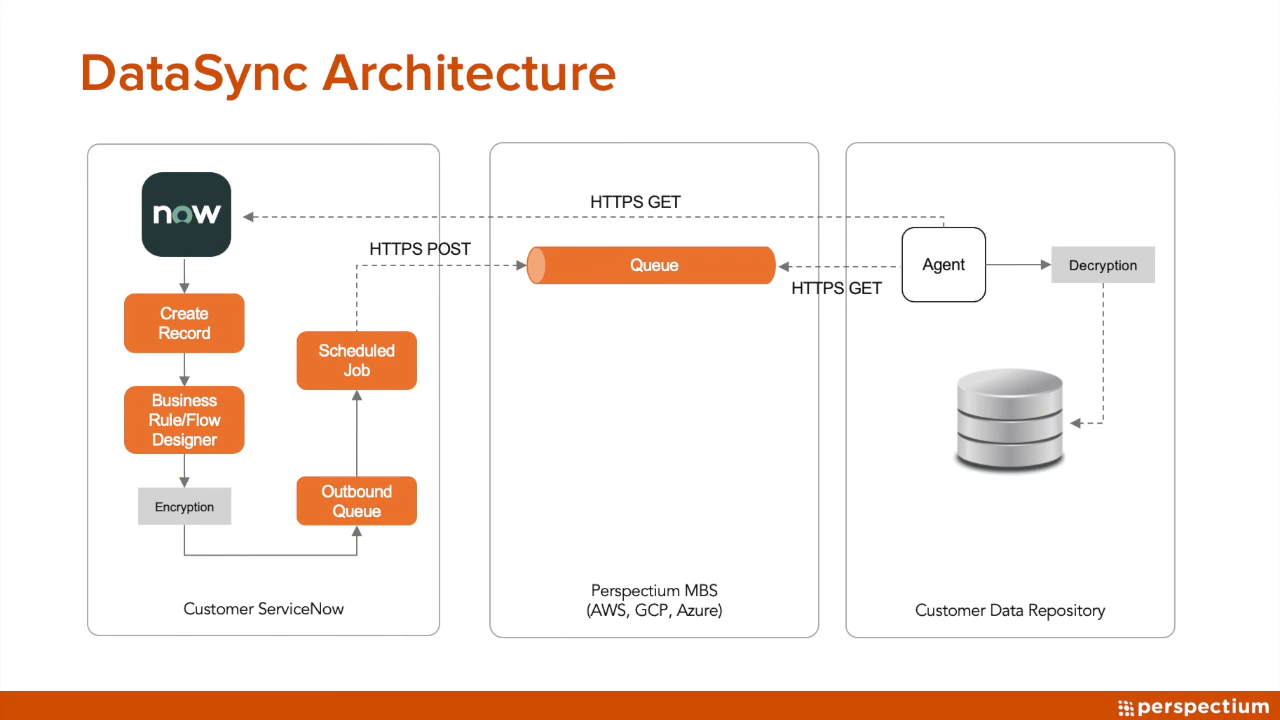 DataSync Architecture
now
Create
Record
Business
Rule/Flow
Designer
Encryption
Outbound
Queue
Scheduled
Job
HTTPS POST
Customer ServiceNow
HTTPS GET
Queue
HTTPS GET
Perspectium MBS
(AWS, GCP, Azure)
Agent
Decryption
Customer Data Repository
perspectium